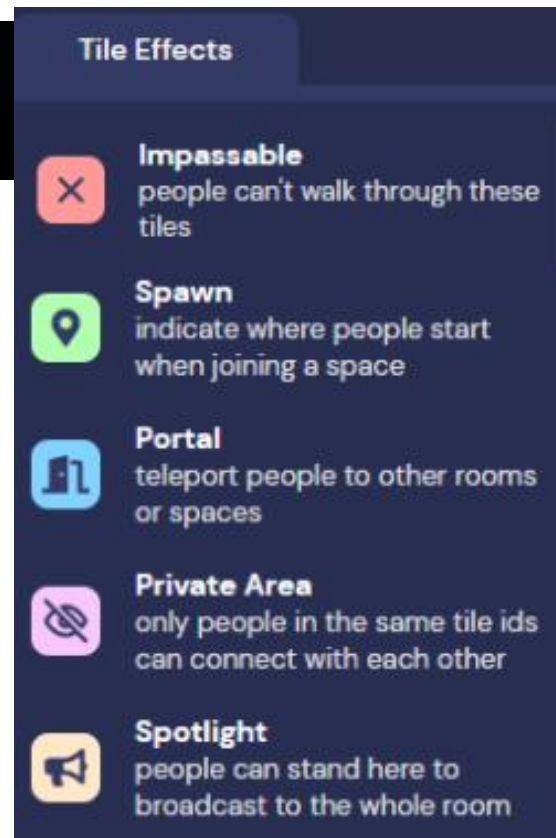 Tile Effects
Impassable
people can't walk through these
tiles
Spawn
indicate where people start
when joining a space
Portal
teleport people to other rooms
or spaces
Private Area
only people in the same tile ids
can connect with each other
Spotlight
people can stand here to
broadcast to the whole room